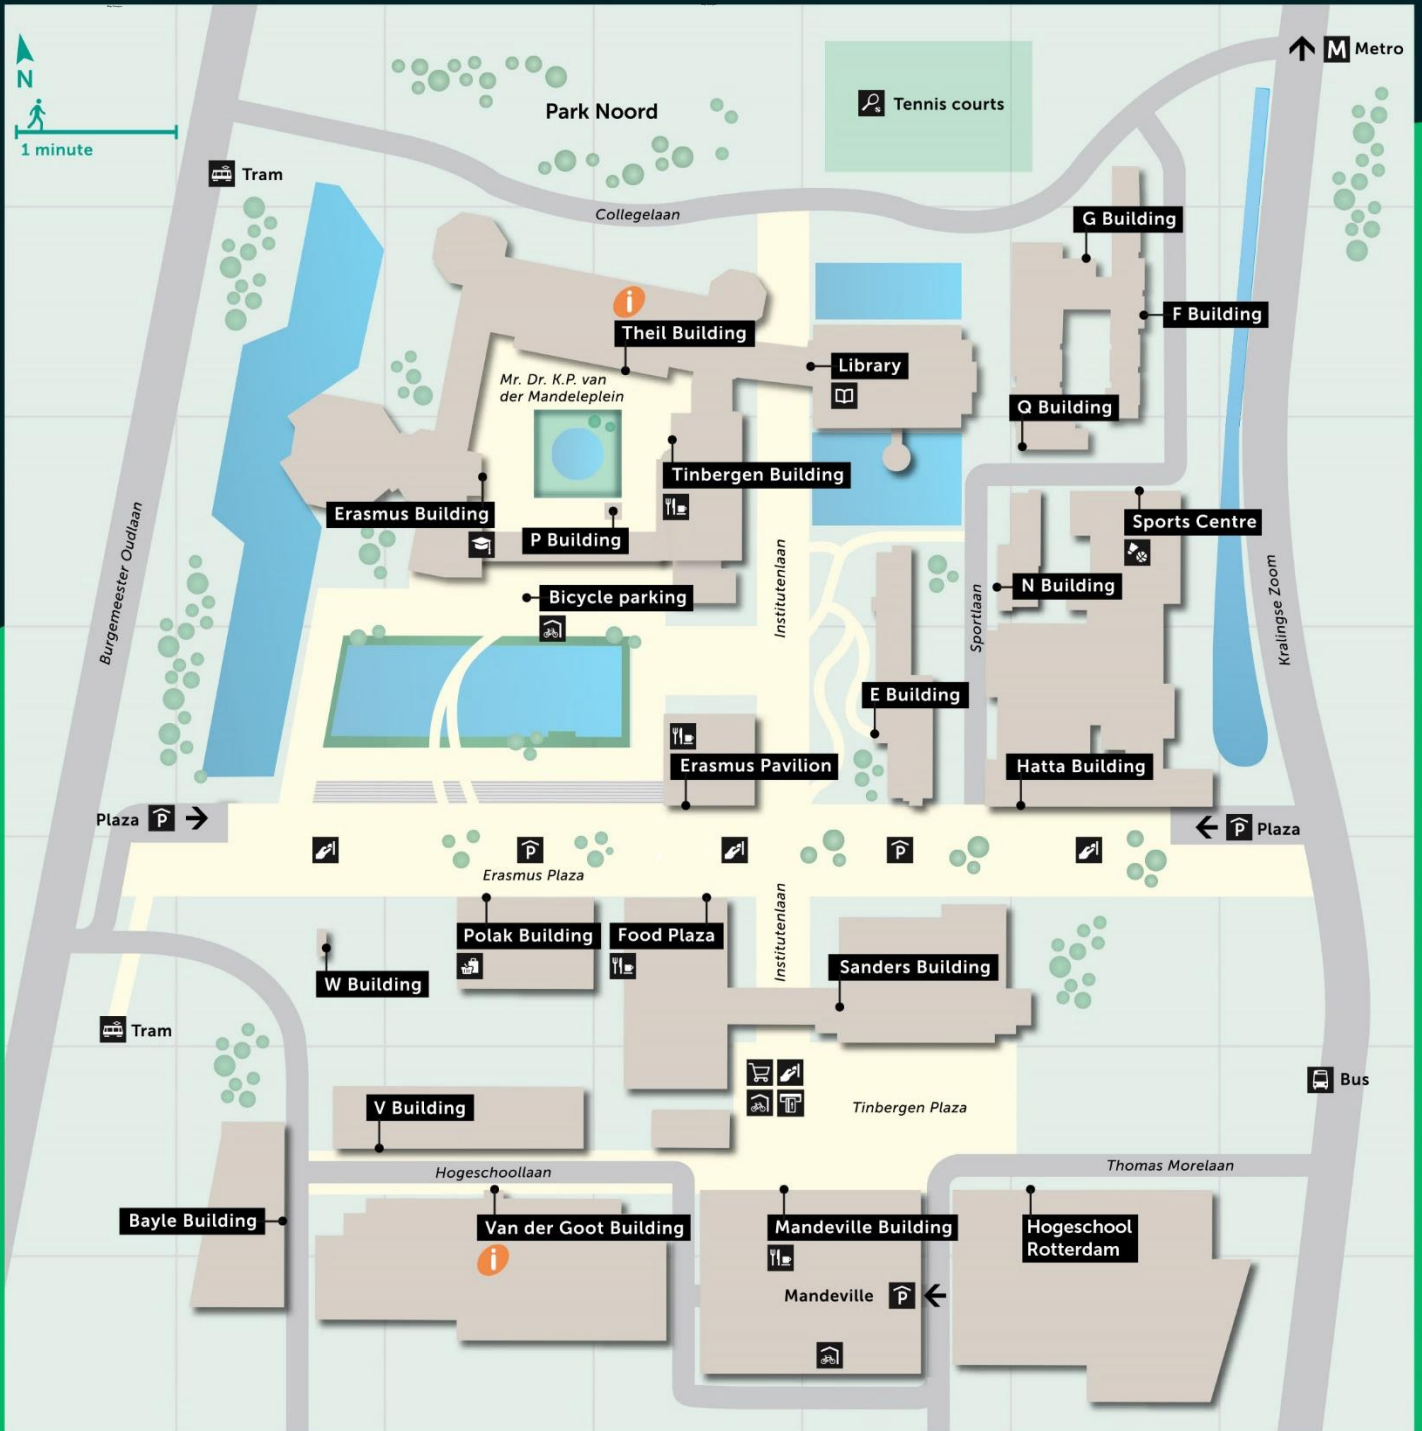 M Metro
N
Park Noord
Tennis courts
1 minute
Tram
Collegelaan
G Building
i
F Building
Theil Building
Library
Mr. Dr. K.P. van
der Mandeleplein
Q Building
Tinbergen Building
Erasmus Building
Sports Centre
P Building
Burgemeester Oudlaan
Institutenlaan
Sportlaan
Kralingse Zoom
N Building
Bicycle parking
E Building
Erasmus Pavilion
Hatta Building
Plaza P
P Plaza
P
P
Erasmus Plaza
Institutenlaan
Polak Building
Food Plaza
Sanders Building
W Building
Tram
Bus
V Building
Tinbergen Plaza
Hogeschoollaan
Thomas Morelaan
Bayle Building
Van der Goot Building
i
Mandeville Building
Hogeschool
Rotterdam
Mandeville P